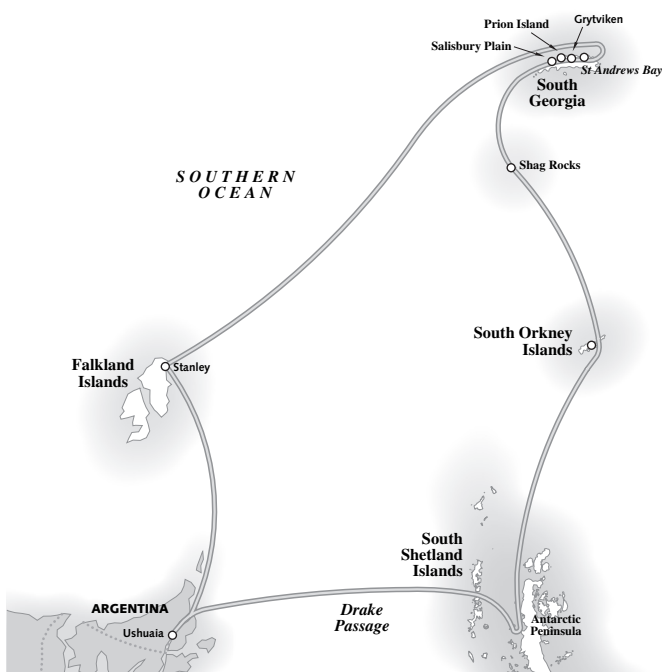 Prion Island
Grytviken
Salisbury Plain
St Andrews Bay
South
Georgia
Shag Rocks
SOUTHERN
OCEAN
South Orkney
Islands
Falkland
Islands
Stanley
South
Shetland
Islands
ARGENTINA
Ushuaia
Drake
Passage
Antarctic
Peninsula